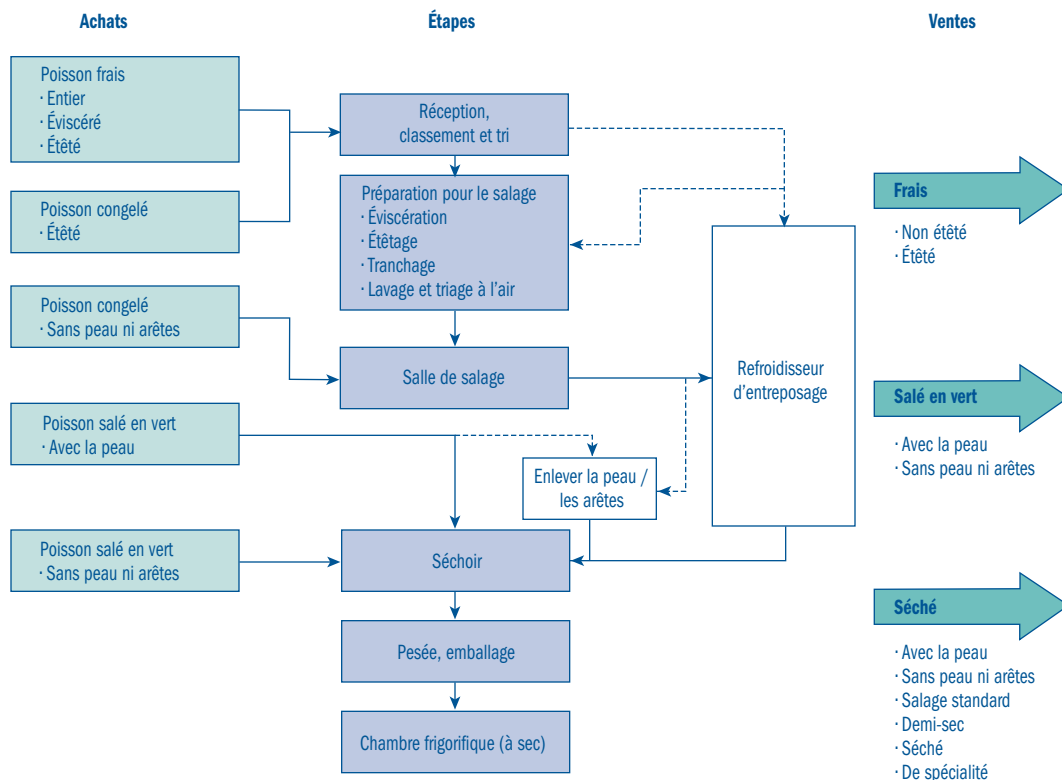 Achats
Étapes
Ventes
Poisson frais
· Entier
· Éviscéré
· Étêté
Poisson congelé
· Étêté
Poisson congelé
· Sans peau ni arêtes
Poisson salé en vert
· Avec la peau
Poisson salé en vert
· Sans peau ni arêtes
Réception,
classement et tri
Préparation pour le salage
· Éviscération
· Étêtage
· Tranchage
· Lavage et triage à l'air
Salle de salage
Enlever la peau /
les arêtes
Séchoir
Pesée, emballage
Chambre frigorifique (à sec)
Refroidisseur
d'entreposage
Frais
· Non étêté
· Étêté
Salé en vert
· Avec la peau
· Sans peau ni arêtes
Séché
· Avec la peau
· Sans peau ni arêtes
· Salage standard
· Demi-sec
· Séché
· De spécialité